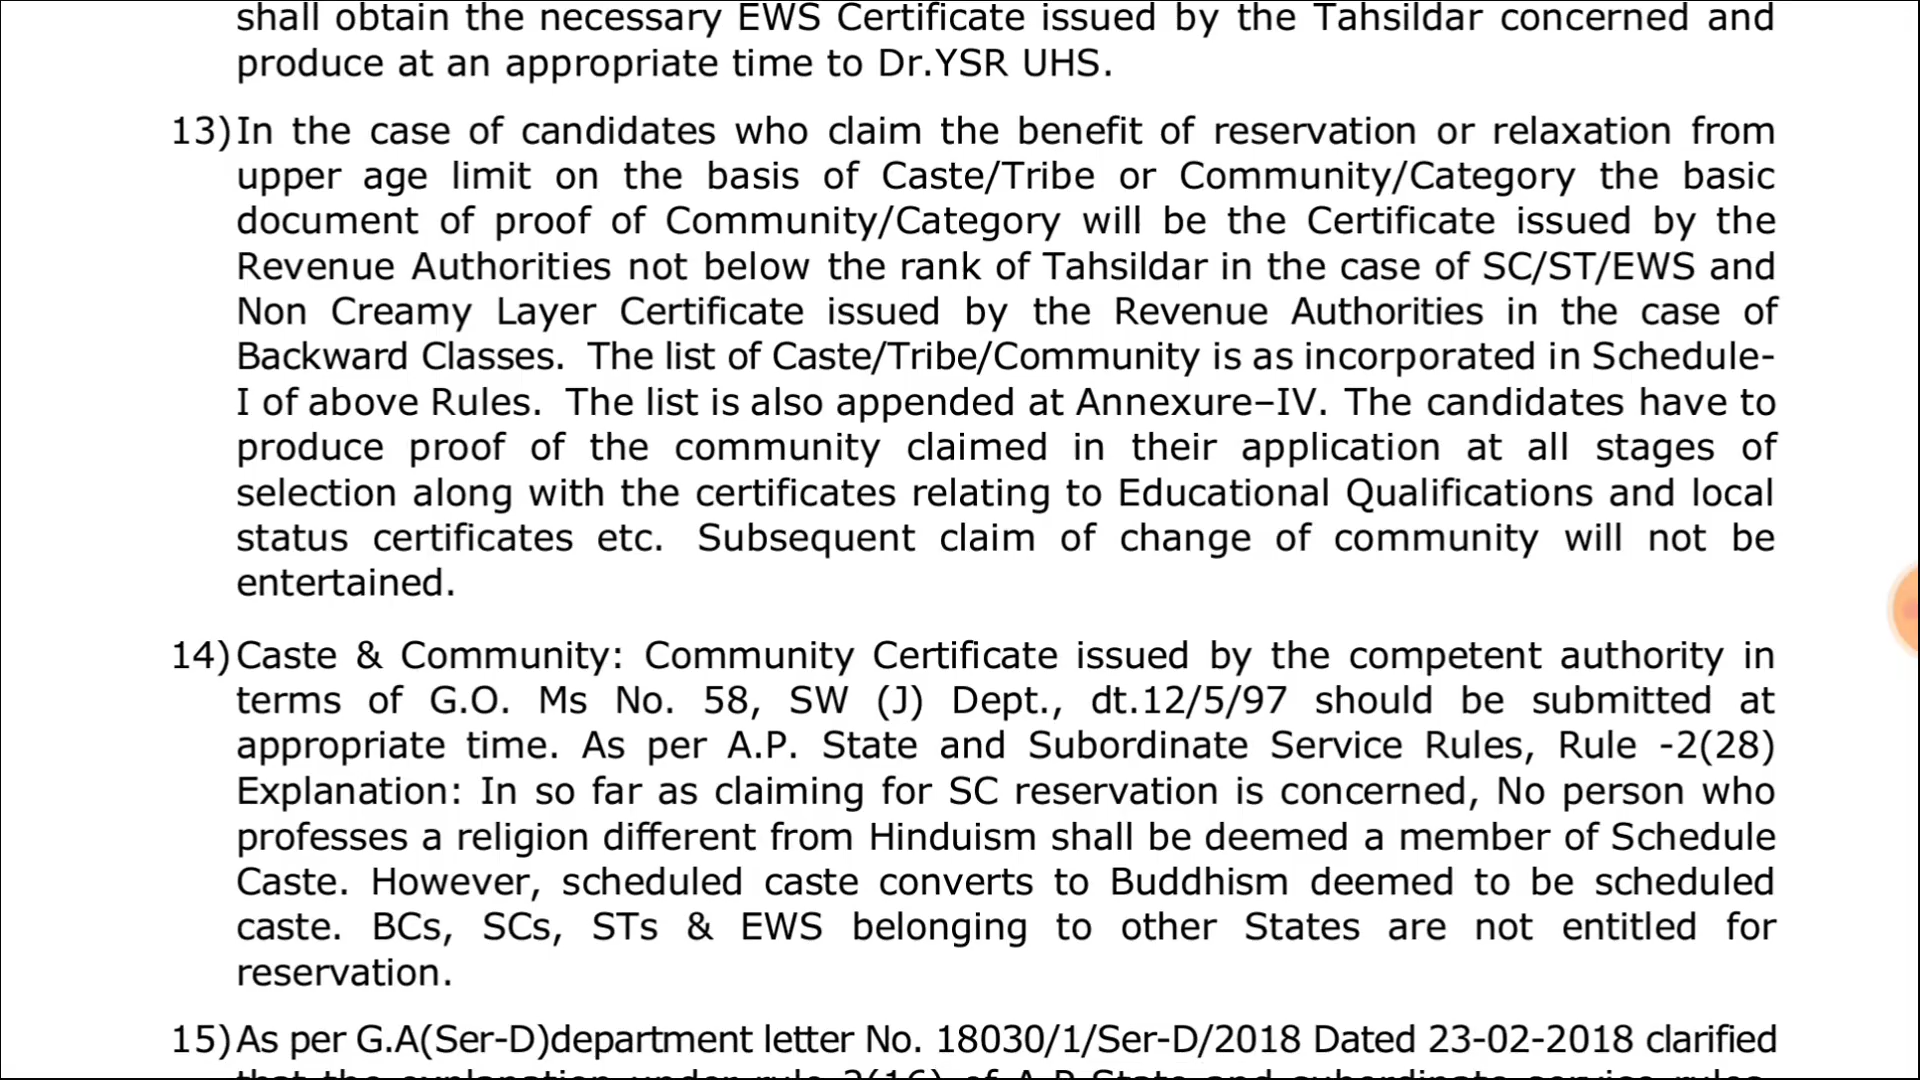 shall obtain the necessary EWS Certificate issued by the Tahsildar concerned and
produce at an appropriate time to Dr.YSR UHS.
13) In the case of candidates who claim the benefit of reservation or relaxation from
upper age limit on the basis of Caste/Tribe or Community/Category the basic
document of proof of Community/Category will be the Certificate issued by the
Revenue Authorities not below the rank of Tahsildar in the case of SC/ST/EWS and
Non Creamy Layer Certificate issued by the Revenue Authorities in the case of
Backward Classes.  The list of Caste/Tribe/Community is as incorporated in Schedule-
I of above Rules.  The list is also appended at Annexure–IV. The candidates have to
produce proof of the community claimed in their application at all stages of
selection along with the certificates relating to Educational Qualifications and local
status certificates etc.  Subsequent claim of change of community will not be
entertained.
14) Caste & Community: Community Certificate issued by the competent authority in
terms of G.O. Ms No. 58, SW (J) Dept., dt.12/5/97 should be submitted at
appropriate time. As per A.P. State and Subordinate Service Rules, Rule -2(28)
Explanation: In so far as claiming for SC reservation is concerned, No person who
professes a religion different from Hinduism shall be deemed a member of Schedule
Caste. However, scheduled caste converts to Buddhism deemed to be scheduled
caste. BCs, SCs, STs & EWS belonging to other States are not entitled for
reservation.
15) As per G.A(Ser-D)department letter No. 18030/1/Ser-D/2018 Dated 23-02-2018 clarified
that the explanation under rule 2(16) of A.P State and subordinate service rules